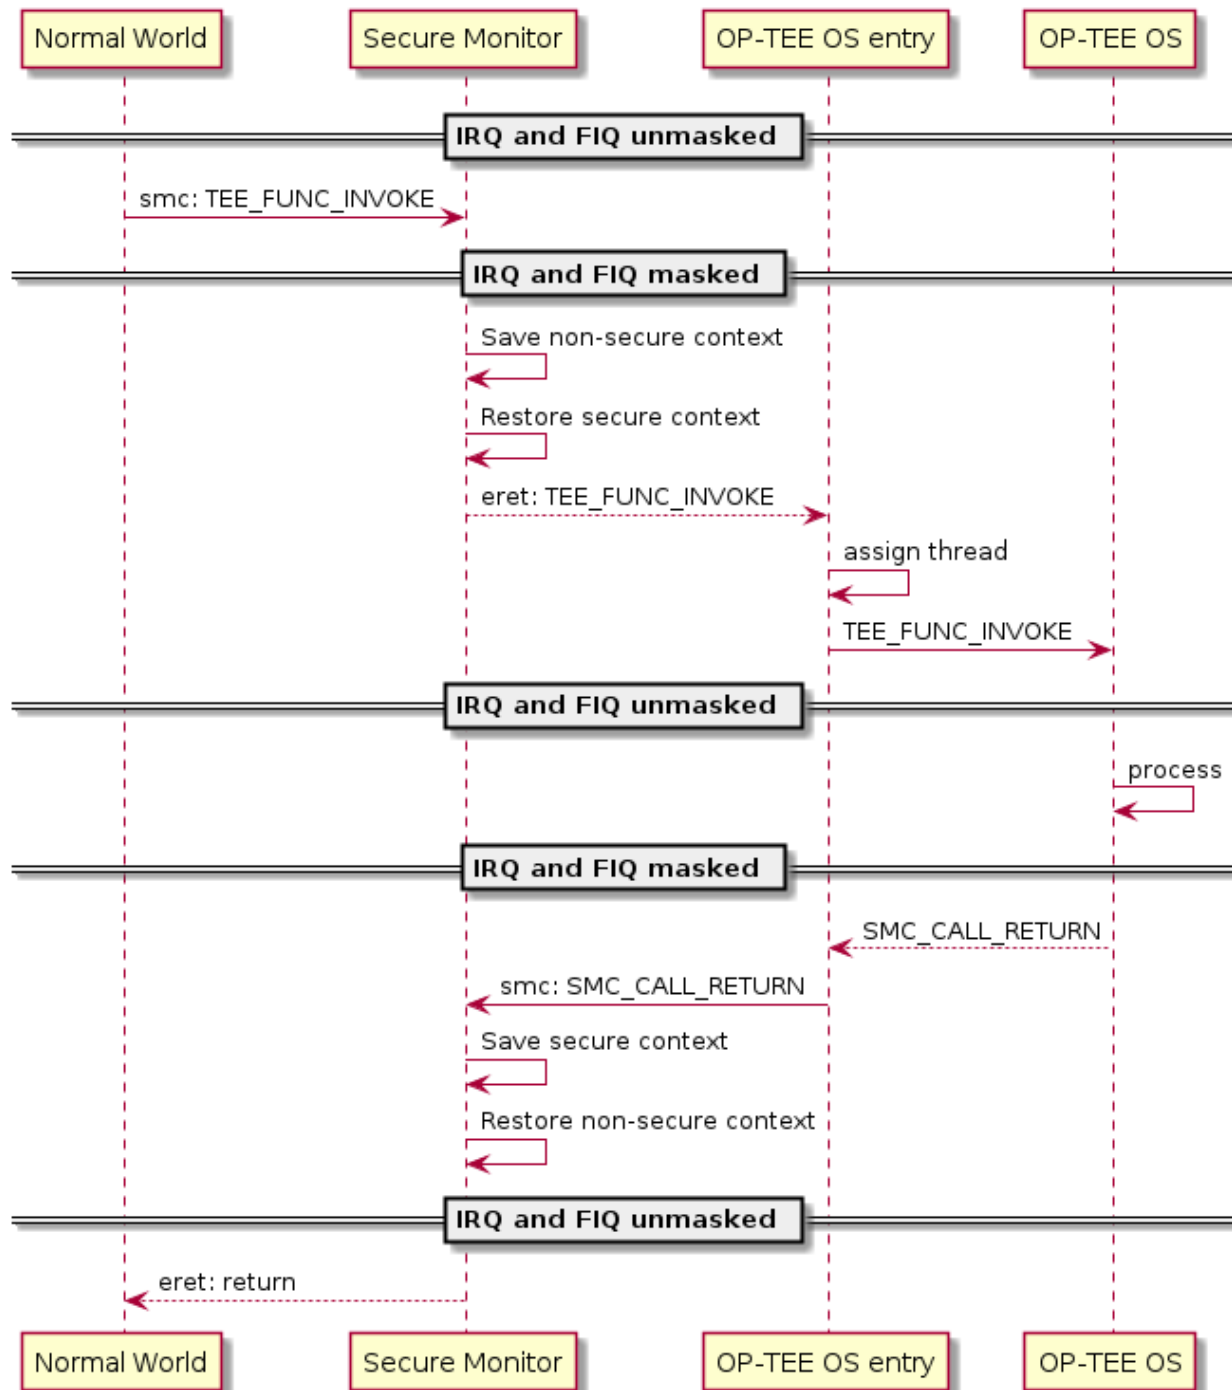 Normal World
Secure Monitor
OP-TEE OS entry
OP-TEE OS
IRQ and FIQ unmasked
smc: TEE_FUNC_INVOKE
IRQ and FIQ masked
Save non-secure context
Restore secure context
eret: TEE_FUNC_INVOKE
assign thread
TEE_FUNC_INVOKE
IRQ and FIQ unmasked
process
IRQ and FIQ masked
SMC_CALL_RETURN
smc: SMC_CALL_RETURN
Save secure context
Restore non-secure context
IRQ and FIQ unmasked
eret: return
Normal World
Secure Monitor
OP-TEE OS entry
OP-TEE OS